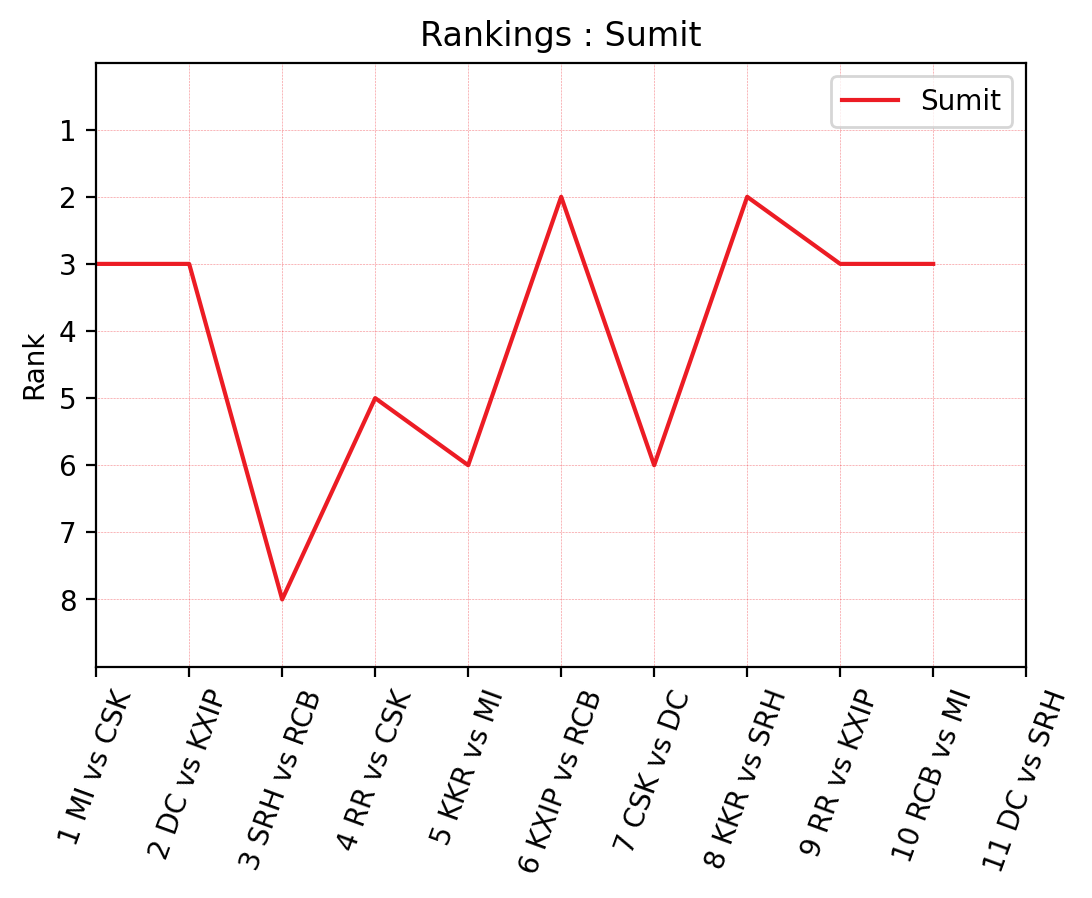 Rankings : Sumit
Sumit
Rank
1
2
3
4
5
6
7
8
1 MI vs CSK
2 DC vs KXIP
3 SRH vs RCB
4 RR vs CSK
5 KKR vs MI
6 KXIP vs RCB
7 CSK vs DC
8 KKR vs SRH
9 RR vs KXIP
10 RCB vs MI
11 DC vs SRH